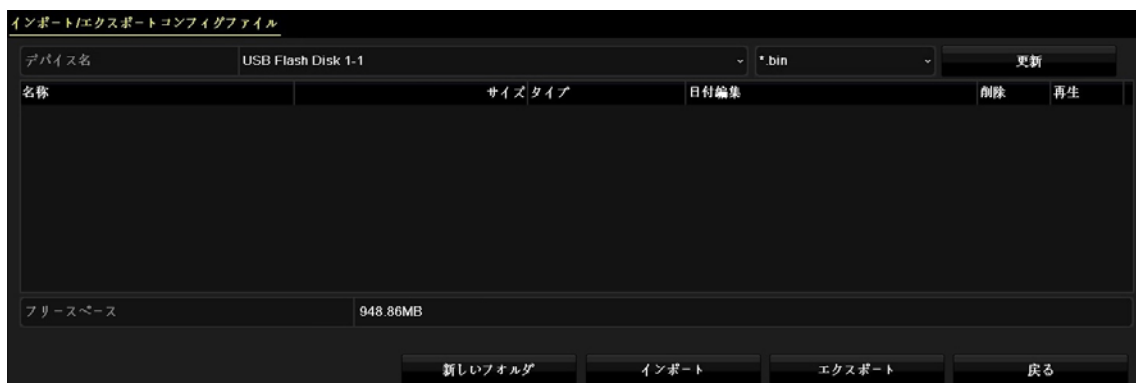 インポート/エクスポートコンフィグファイル
デバイス名 USB Flash Disk 1-1 *.bin 更新
名称 サイズ タイプ 日付編集 削除 再生
フリースペース 948.86MB
新しいフォルダ インポート エクスポート 戻る